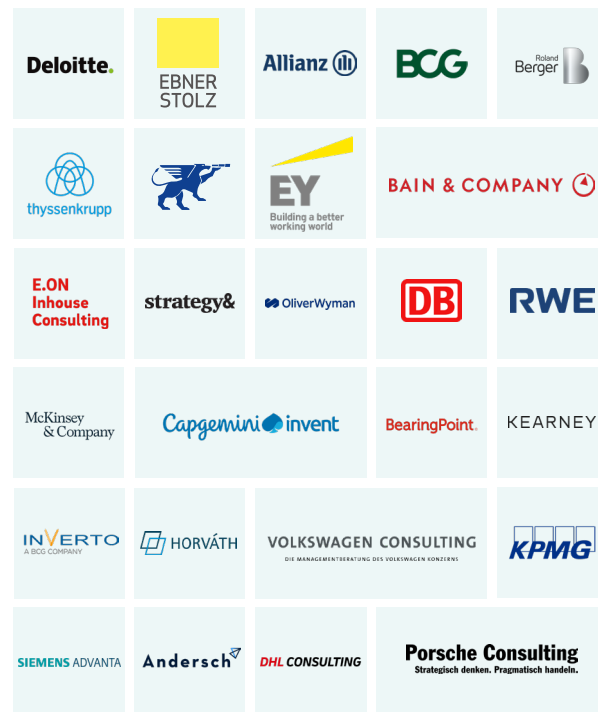 Deloitte.
EBNER
STOLZ
Allianz
BCG
Roland
Berger B
thyssenkrupp
EY
Building a better
working world
BAIN & COMPANY
E.ON
Inhouse
Consulting
strategy&
OliverWyman
DB
RWE
McKinsey
& Company
Capgemini invent
BearingPoint.
KEARNEY
INVERTO
A BCG COMPANY
HORVÁTH
VOLKSWAGEN CONSULTING
DIE MANAGEMENTBERATUNG DES VOLKSWAGEN KONZERNS
KPMG
SIEMENS ADVANTA
Andersch
DHL CONSULTING
Porsche Consulting
Strategisch denken. Pragmatisch handeln.